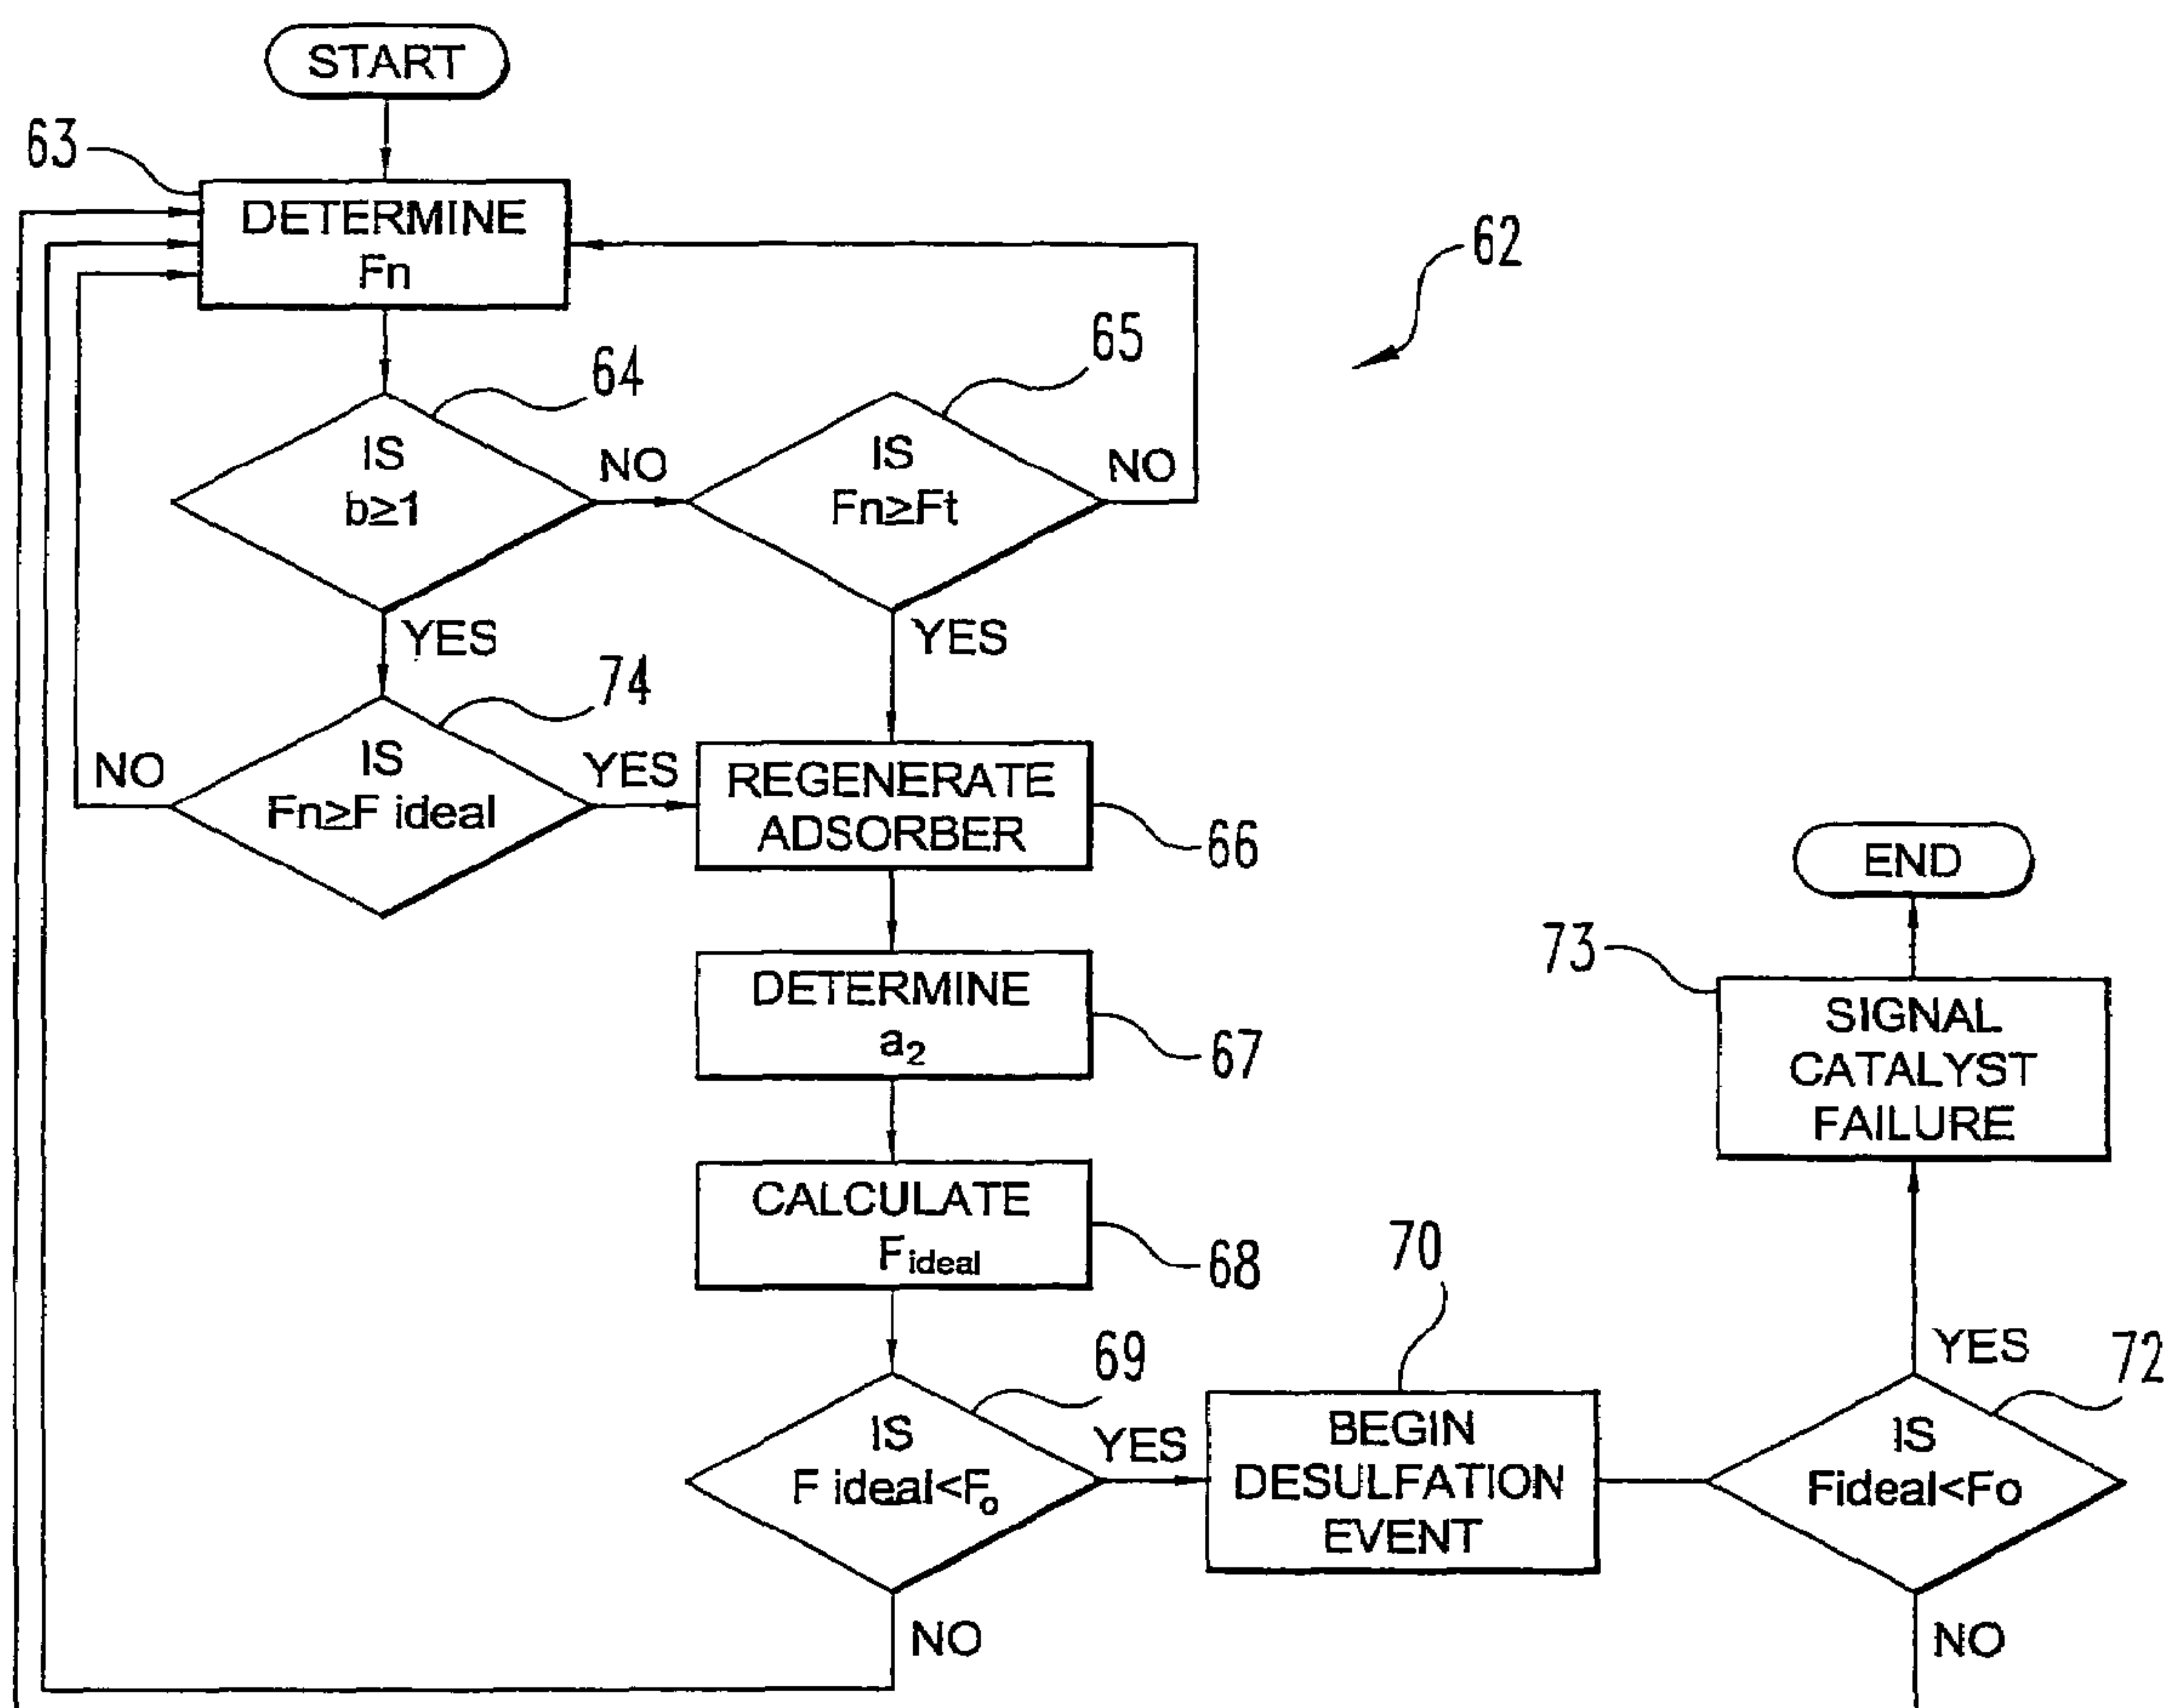 START
63
DETERMINE
Fn
62
64
65
IS
b≥1
NO
IS
Fn≥Ft
NO
YES
YES
74
NO
IS
Fn≥F ideal
YES
REGENERATE
ADSORBER
66
END
DETERMINE
a₂
67
73
SIGNAL
CATALYST
FAILURE
CALCULATE
F ideal
68
70
69
IS
F ideal<Fₒ
YES
BEGIN
DESULFATION
EVENT
YES
72
IS
Fideal<Fo
NO
NO